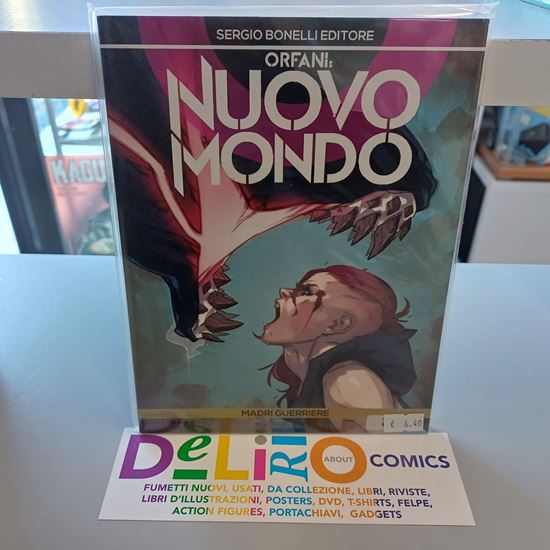 SERGIO BONELLI EDITORE
ORFANI:
NUOVO
MONDO
KAGU
MADRI GUERRIERE
€ 6.40
DeLiRiO ABOUT COMICS
FUMETTI NUOVI, USATI, DA COLLEZIONE, LIBRI, RIVISTE,
LIBRI D'ILLUSTRAZIONI, POSTERS, DVD, T-SHIRTS, FELPE,
ACTION FIGURES, PORTACHIAVI, GADGETS